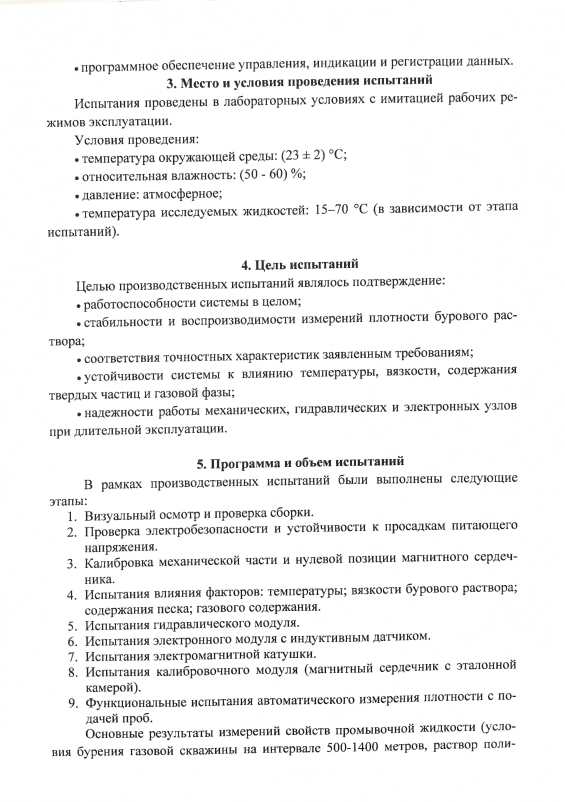 • программное обеспечение управления, индикации и регистрации данных.
3. Место и условия проведения испытаний
Испытания проведены в лабораторных условиях с имитацией рабочих ре-
жимов эксплуатации.
Условия проведения:
• температура окружающей среды: (23 ± 2) °C;
• относительная влажность: (50 - 60) %;
• давление: атмосферное;
• температура исследуемых жидкостей: 15–70 °C (в зависимости от этапа
испытаний).
4. Цель испытаний
Целью производственных испытаний являлось подтверждение:
• работоспособности системы в целом;
• стабильности и воспроизводимости измерений плотности бурового рас-
твора;
• соответствия точностных характеристик заявленным требованиям;
• устойчивости системы к влиянию температуры, вязкости, содержания
твердых частиц и газовой фазы;
• надежности работы механических, гидравлических и электронных узлов
при длительной эксплуатации.
5. Программа и объем испытаний
В рамках производственных испытаний были выполнены следующие
этапы:
1. Визуальный осмотр и проверка сборки.
2. Проверка электробезопасности и устойчивости к просадкам питающего
напряжения.
3. Калибровка механической части и нулевой позиции магнитного сердеч-
ника.
4. Испытания влияния факторов: температуры; вязкости бурового раствора;
содержания песка; газового содержания.
5. Испытания гидравлического модуля.
6. Испытания электронного модуля с индуктивным датчиком.
7. Испытания электромагнитной катушки.
8. Испытания калибровочного модуля (магнитный сердечник с эталонной
камерой).
9. Функциональные испытания автоматического измерения плотности с по-
дачей проб.
Основные результаты измерений свойств промывочной жидкости (усло-
вия бурения газовой скважины на интервале 500-1400 метров, раствор поли-